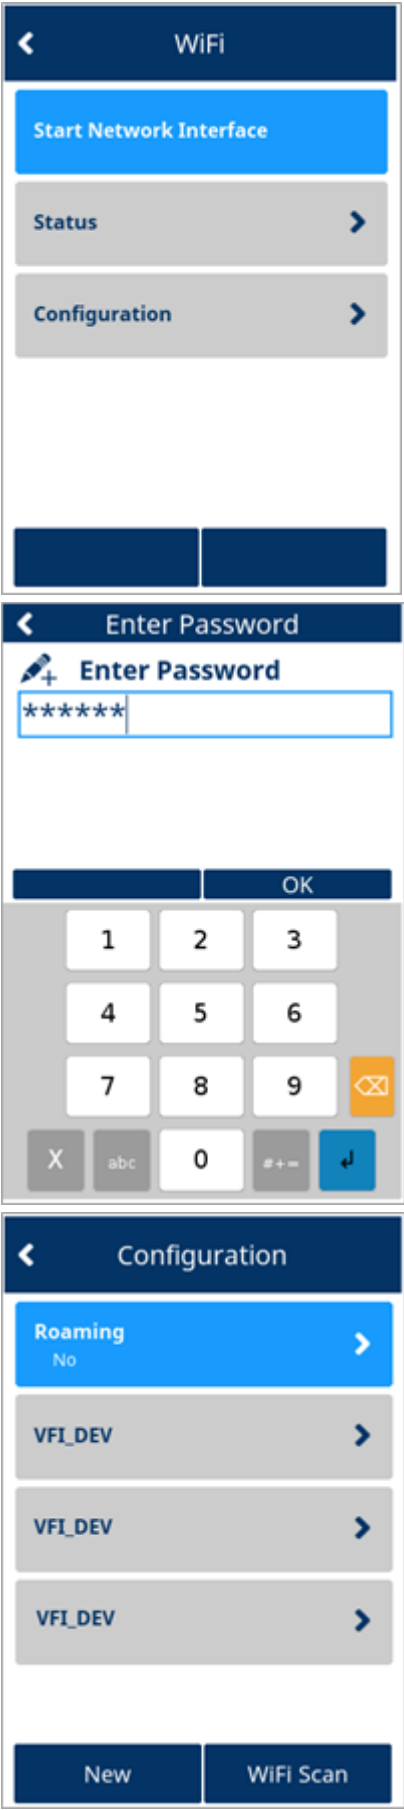 WiFi
Start Network Interface
Status
Configuration
Enter Password
Enter Password
******
OK
1 2 3
4 5 6
7 8 9
X abc 0 #+=
Configuration
Roaming
No
VFI_DEV
VFI_DEV
VFI_DEV
New WiFi Scan